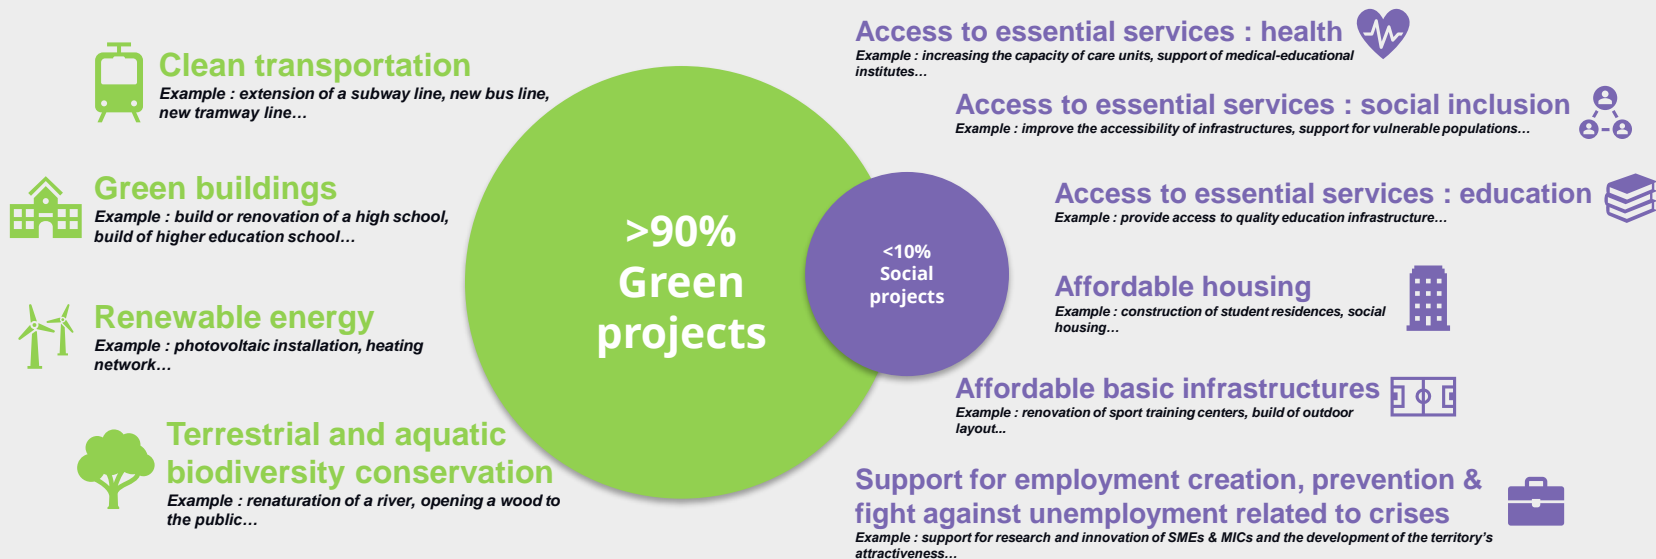 Clean transportation
Example : extension of a subway line, new bus line,
new tramway line…
Green buildings
Example : build or renovation of a high school,
build of higher education school…
Renewable energy
Example : photovoltaic installation, heating
network…
Terrestrial and aquatic
biodiversity conservation
Example : renaturation of a river, opening a wood to
the public…
>90%
Green
projects
<10%
Social
projects
Access to essential services : health
Example : increasing the capacity of care units, support of medical-educational
institutes…
Access to essential services : social inclusion
Example : improve the accessibility of infrastructures, support for vulnerable populations…
Access to essential services : education
Example : provide access to quality education infrastructure…
Affordable housing
Example : construction of student residences, social
housing…
Affordable basic infrastructures
Example : renovation of sport training centers, build of outdoor
layout...
Support for employment creation, prevention &
fight against unemployment related to crises
Example : support for research and innovation of SMEs & MICs and the development of the territory's
attractiveness…